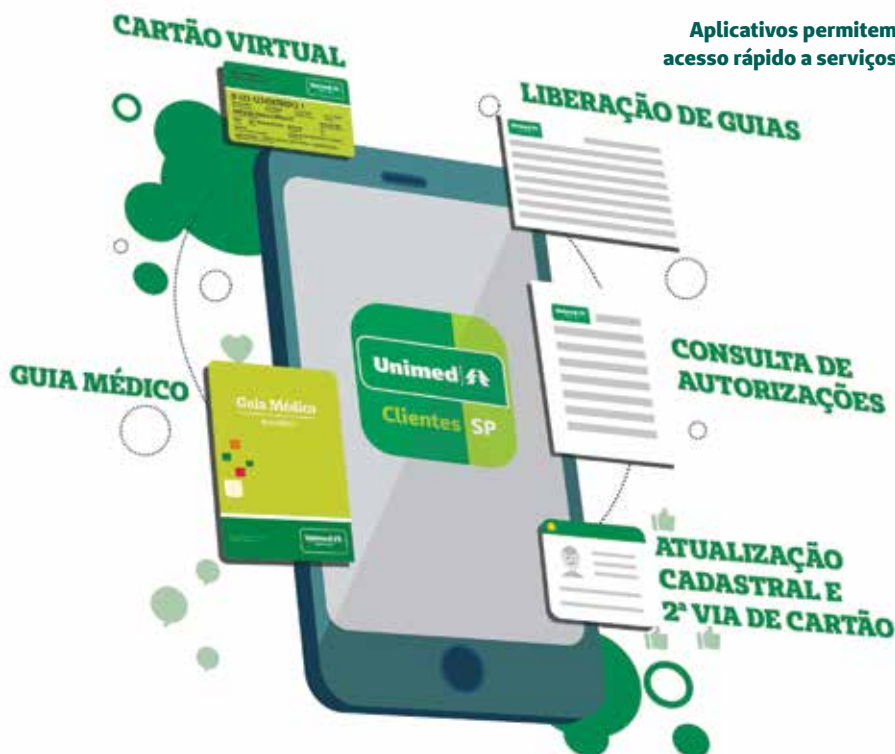 Aplicativos permitem
acesso rápido a serviços
CARTÃO VIRTUAL
LIBERAÇÃO DE GUIAS
GUIA MÉDICO
Guia Médico
Unimed
Unimed
Clientes SP
CONSULTA DE
AUTORIZAÇÕES
ATUALIZAÇÃO
CADASTRAL E
2ª VIA DE CARTÃO